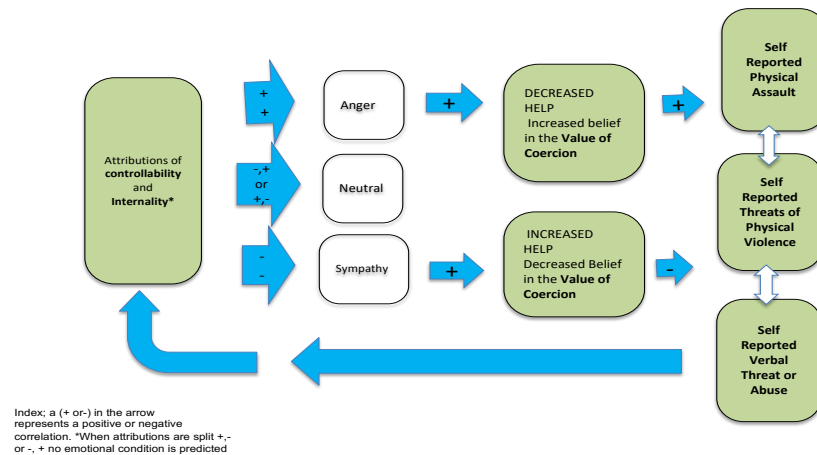 Attributions of
controllability
and
Internality*
+
+
-,+
or
+,-
-
-
Anger
Neutral
Sympathy
+
+
DECREASED
HELP
Increased belief
in the Value of
Coercion
INCREASED
HELP
Decreased Belief
in the Value of
Coercion
+
-
Self
Reported
Physical
Assault
Self
Reported
Threats of
Physical
Violence
Self
Reported
Verbal
Threat or
Abuse
Index; a (+ or-) in the arrow
represents a positive or negative
correlation. *When attributions are split +,-
or -, + no emotional condition is predicted